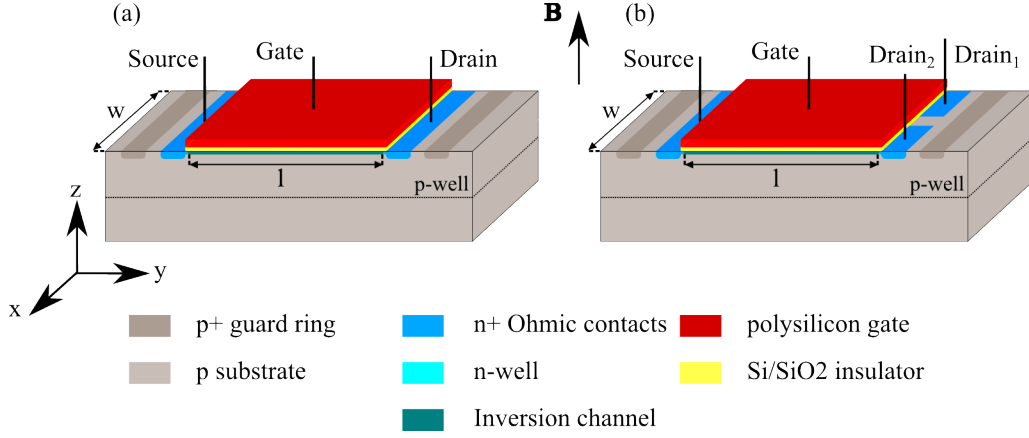 (a)
B
(b)
Source
Gate
Drain
Source
Gate
Drain₂
Drain₁
w
w
l
l
p-well
p-well
z
y
x
p+ guard ring
n+ Ohmic contacts
polysilicon gate
p substrate
n-well
Si/SiO2 insulator
Inversion channel